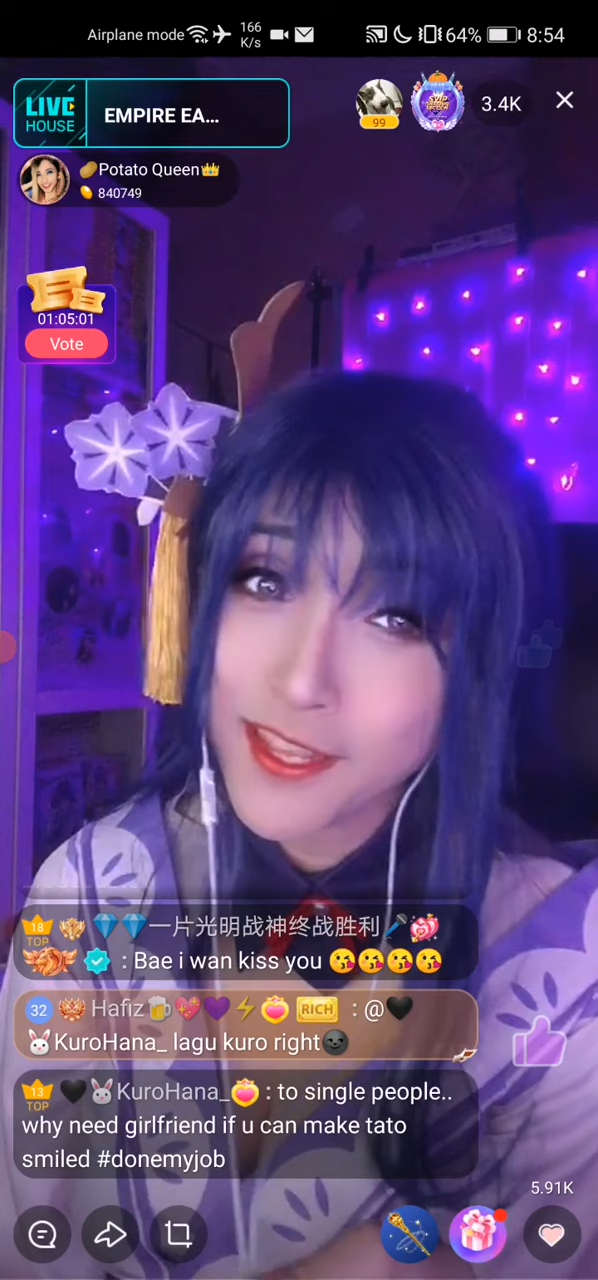 Airplane mode 166 K/s 64% 8:54
LIVE HOUSE EMPIRE EA...
99 3.4K
🥔Potato Queen👑
840749
01:05:01
Vote
18 TOP 💎💎一片光明战神终战胜利🎤💘
: Bae i wan kiss you 😘😘😘😘
32 Hafiz🍺💖💜⚡🍑 RICH : @🖤
🐰KuroHana_ lagu kuro right🌚
13 TOP 🖤🐰KuroHana_🍑 : to single people..
why need girlfriend if u can make tato
smiled #donemyjob
5.91K